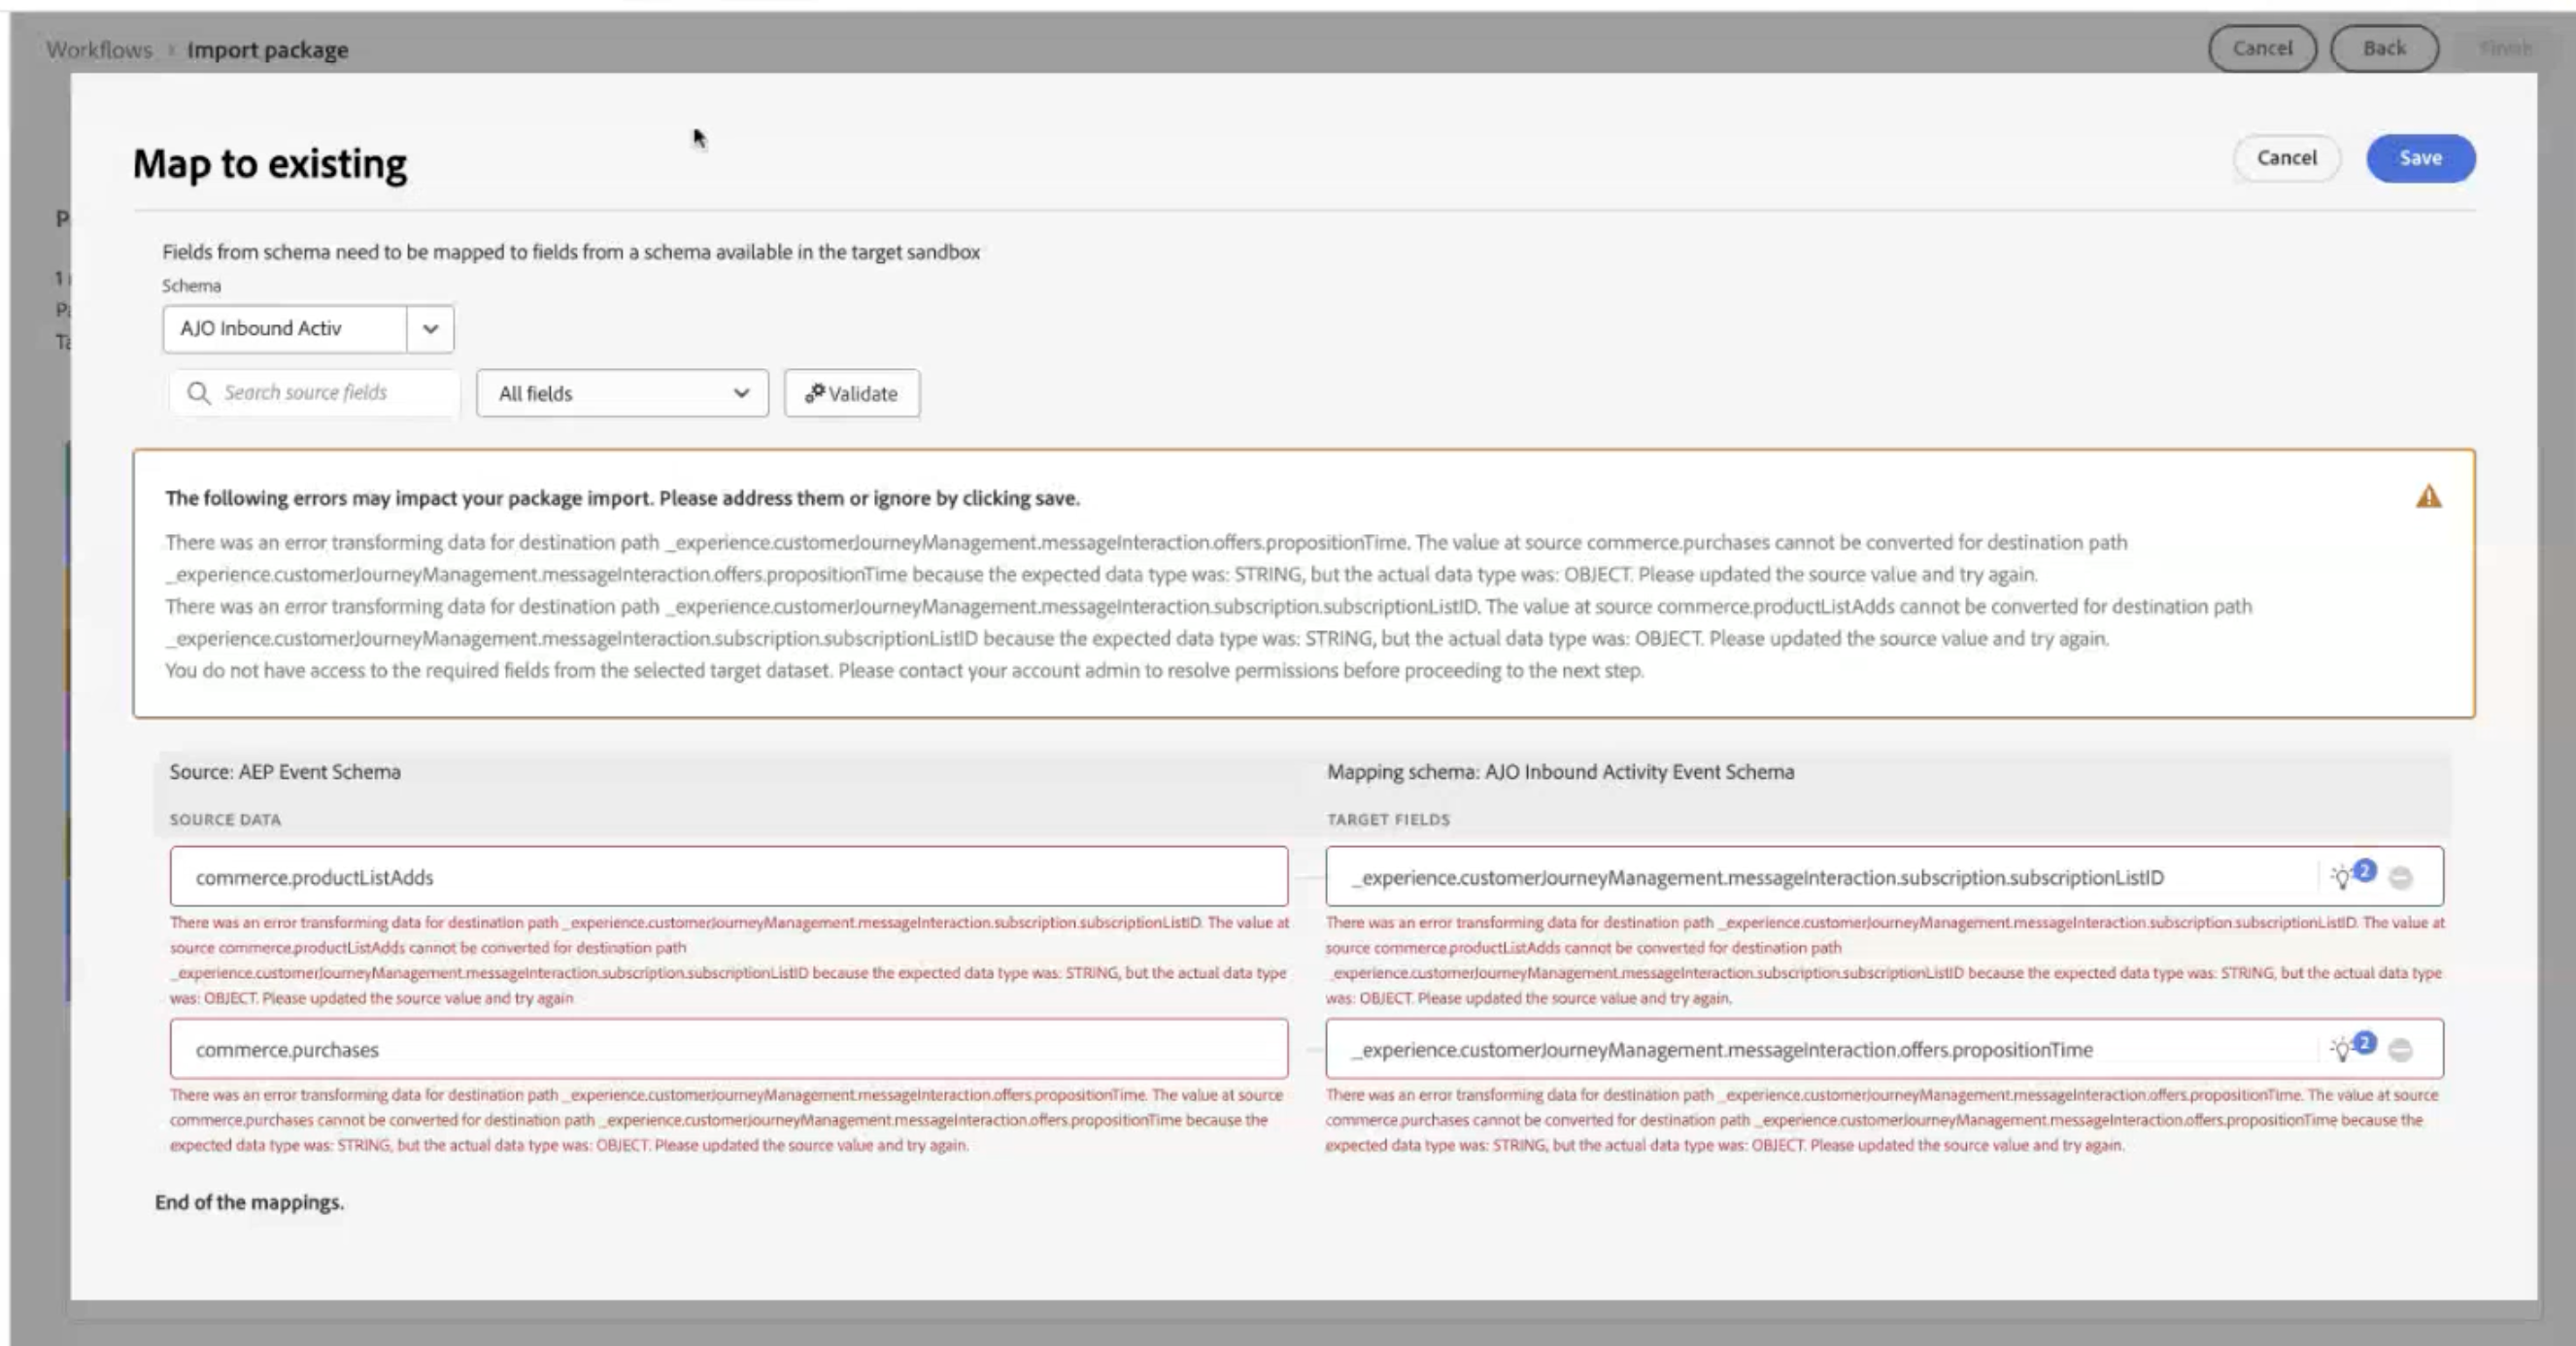 Workflows › Import package
Cancel
Back
Finish
Map to existing
Cancel
Save
Fields from schema need to be mapped to fields from a schema available in the target sandbox
Schema
AJO Inbound Activ
Search source fields
All fields
Validate
The following errors may impact your package import. Please address them or ignore by clicking save.
There was an error transforming data for destination path _experience.customerJourneyManagement.messageInteraction.offers.propositionTime. The value at source commerce.purchases cannot be converted for destination path
_experience.customerJourneyManagement.messageInteraction.offers.propositionTime because the expected data type was: STRING, but the actual data type was: OBJECT. Please updated the source value and try again.
There was an error transforming data for destination path _experience.customerJourneyManagement.messageInteraction.subscription.subscriptionListID. The value at source commerce.productListAdds cannot be converted for destination path
_experience.customerJourneyManagement.messageInteraction.subscription.subscriptionListID because the expected data type was: STRING, but the actual data type was: OBJECT. Please updated the source value and try again.
You do not have access to the required fields from the selected target dataset. Please contact your account admin to resolve permissions before proceeding to the next step.
Source: AEP Event Schema
Mapping schema: AJO Inbound Activity Event Schema
SOURCE DATA
TARGET FIELDS
commerce.productListAdds
_experience.customerJourneyManagement.messageInteraction.subscription.subscriptionListID
2
There was an error transforming data for destination path _experience.customerJourneyManagement.messageInteraction.subscription.subscriptionListID. The value at
source commerce.productListAdds cannot be converted for destination path
_experience.customerJourneyManagement.messageInteraction.subscription.subscriptionListID because the expected data type was: STRING, but the actual data type
was: OBJECT. Please updated the source value and try again
There was an error transforming data for destination path _experience.customerJourneyManagement.messageInteraction.subscription.subscriptionListID. The value at
source commerce.productListAdds cannot be converted for destination path
_experience.customerJourneyManagement.messageInteraction.subscription.subscriptionListID because the expected data type was: STRING, but the actual data type
was: OBJECT. Please updated the source value and try again.
commerce.purchases
_experience.customerJourneyManagement.messageInteraction.offers.propositionTime
2
There was an error transforming data for destination path _experience.customerJourneyManagement.messageInteraction.offers.propositionTime. The value at source
commerce.purchases cannot be converted for destination path _experience.customerJourneyManagement.messageInteraction.offers.propositionTime because the
expected data type was: STRING, but the actual data type was: OBJECT. Please updated the source value and try again.
There was an error transforming data for destination path _experience.customerJourneyManagement.messageInteraction.offers.propositionTime. The value at source
commerce.purchases cannot be converted for destination path _experience.customerJourneyManagement.messageInteraction.offers.propositionTime because the
expected data type was: STRING, but the actual data type was: OBJECT. Please updated the source value and try again.
End of the mappings.